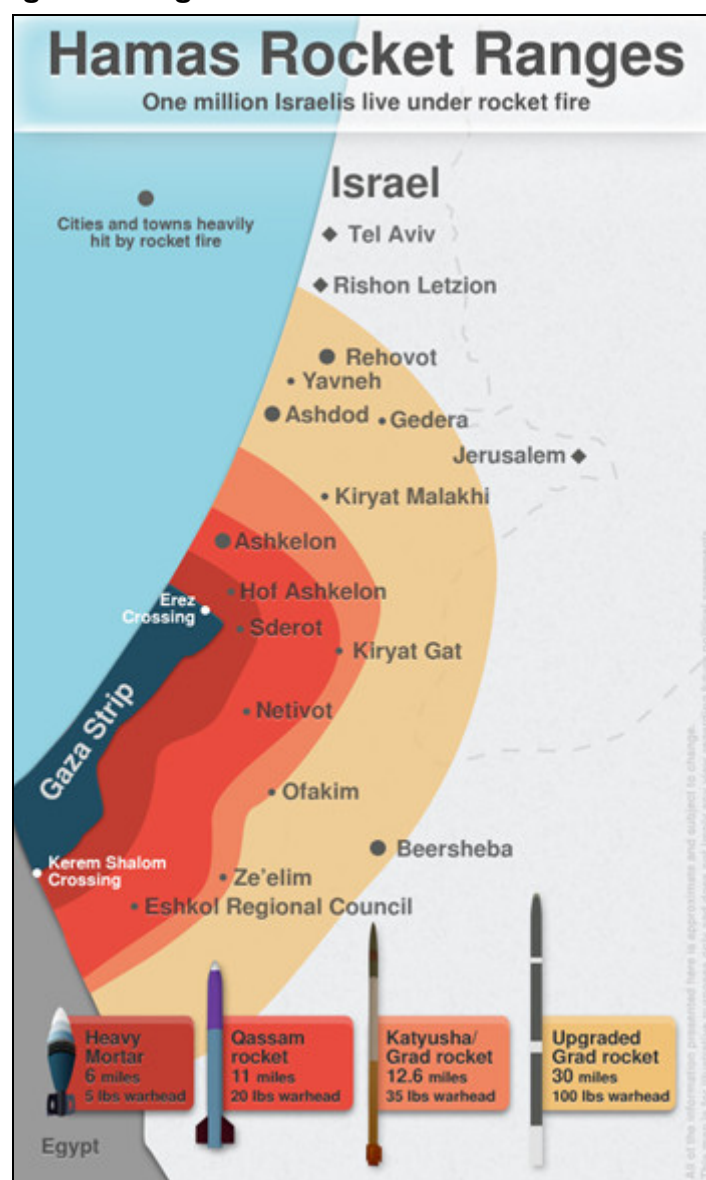 Hamas Rocket Ranges
One million Israelis live under rocket fire
Israel
Cities and towns heavily
hit by rocket fire
Tel Aviv
Rishon Letzion
Rehovot
Yavneh
Ashdod
Gedera
Jerusalem
Kiryat Malakhi
Ashkelon
Hof Ashkelon
Erez
Crossing
Sderot
Kiryat Gat
Gaza Strip
Netivot
Ofakim
Beersheba
Kerem Shalom
Crossing
Ze'elim
Eshkol Regional Council
Heavy
Mortar
6 miles
5 lbs warhead
Qassam
rocket
11 miles
20 lbs warhead
Katyusha/
Grad rocket
12.6 miles
35 lbs warhead
Upgraded
Grad rocket
30 miles
100 lbs warhead
Egypt
All of the information presented here is approximate and subject to change.